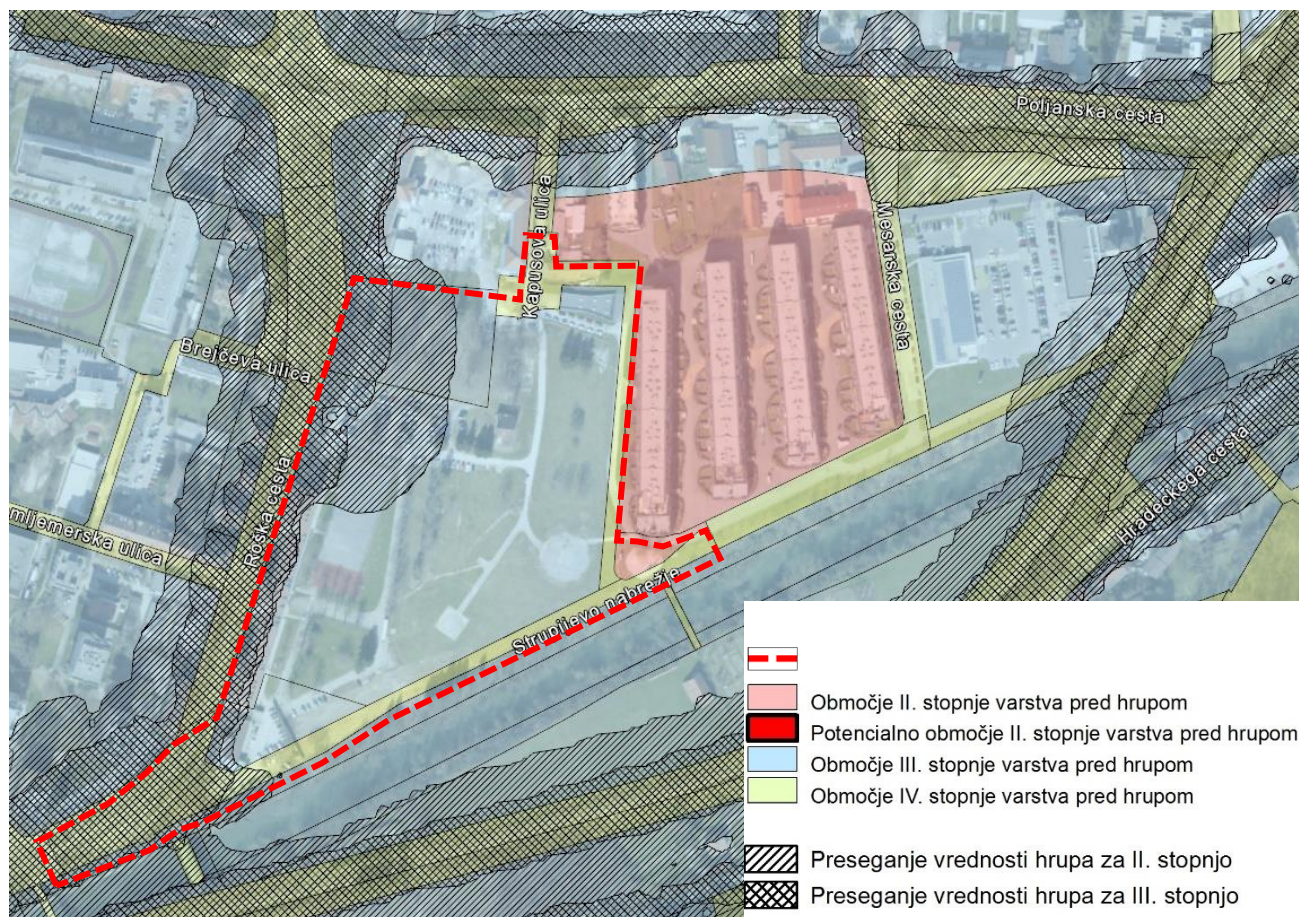 Poljanska cesta
Kapusova ulica
Mesarska cesta
Brejčeva ulica
Roška cesta
mljemerska ulica
Hradeckega cesta
Strupijevo nabrežje
Območje II. stopnje varstva pred hrupom
Potencialno območje II. stopnje varstva pred hrupom
Območje III. stopnje varstva pred hrupom
Območje IV. stopnje varstva pred hrupom
Preseganje vrednosti hrupa za II. stopnjo
Preseganje vrednosti hrupa za III. stopnjo